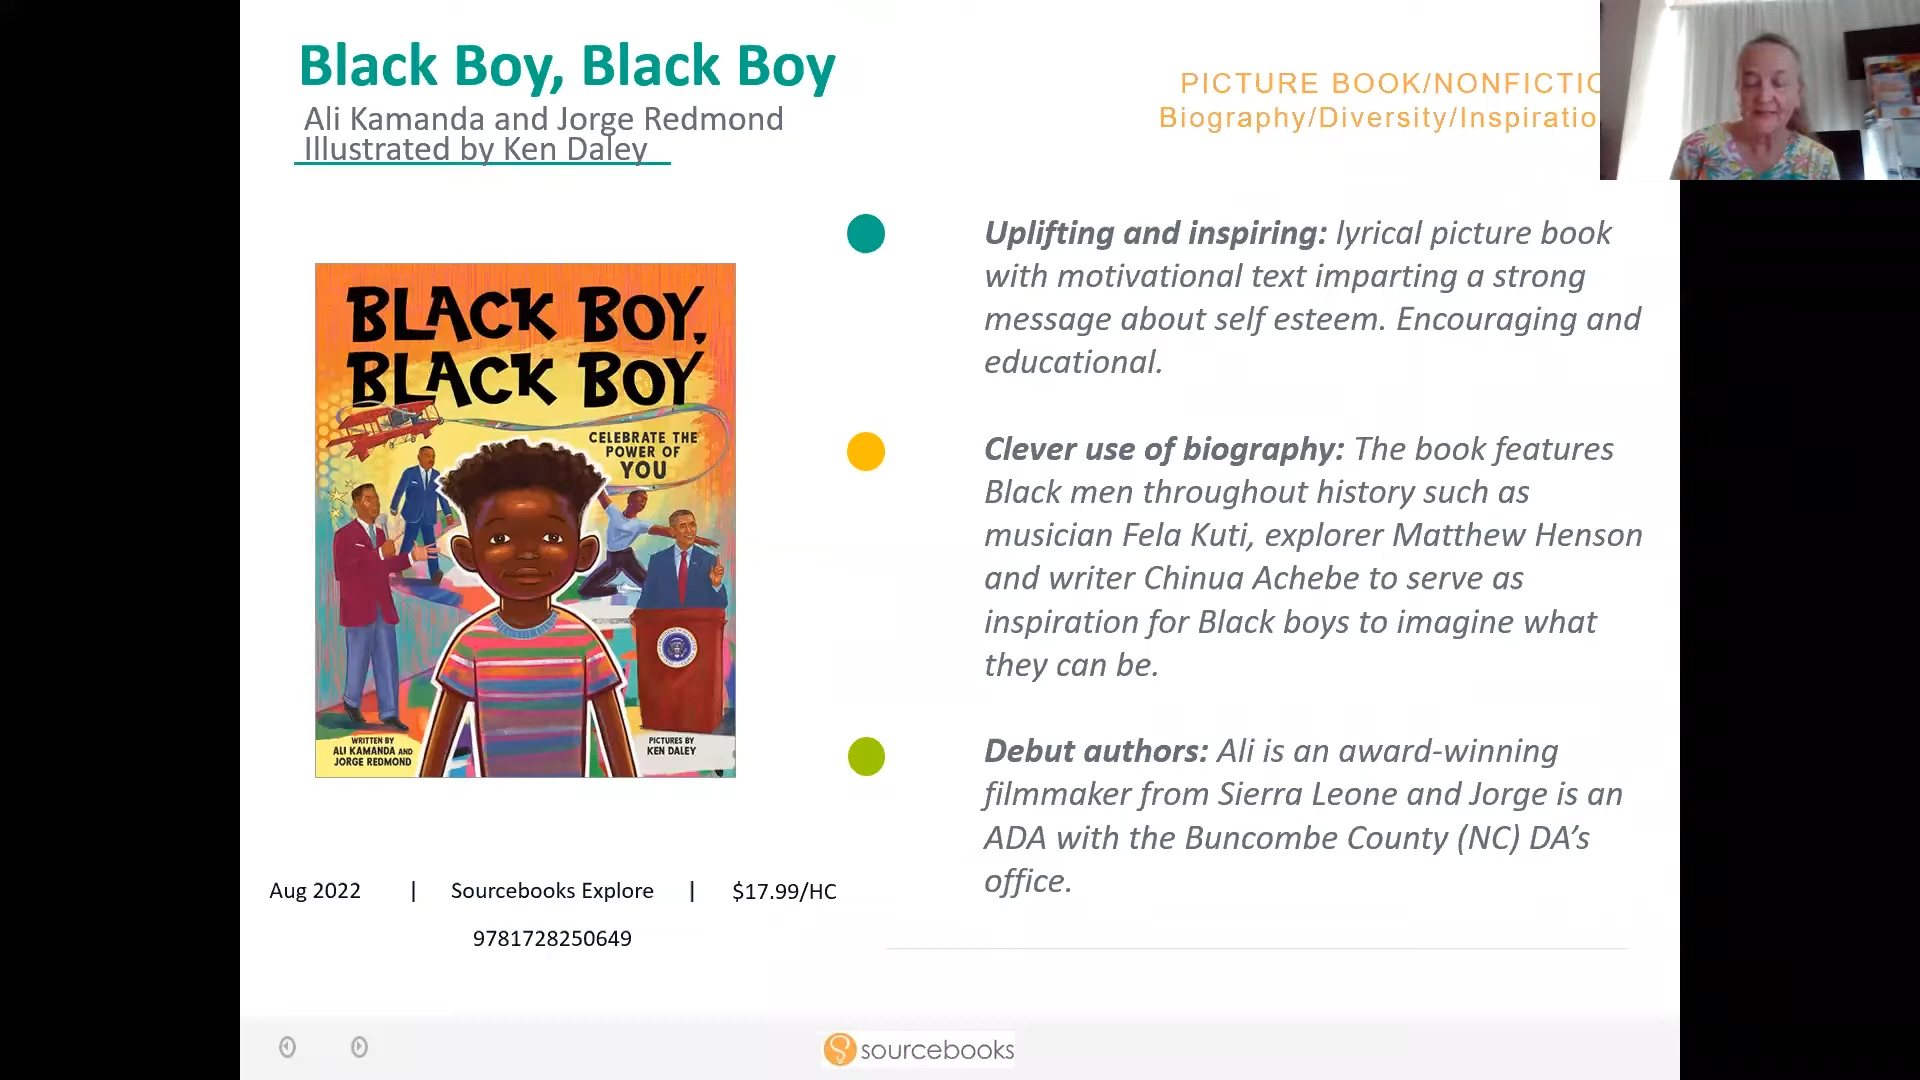 Black Boy, Black Boy
Ali Kamanda and Jorge Redmond
Illustrated by Ken Daley
PICTURE BOOK/NONFICTIO
Biography/Diversity/Inspiratio
BLACK BOY,
BLACK BOY
CELEBRATE THE
POWER OF
YOU
WRITTEN BY
ALI KAMANDA AND
JORGE REDMOND
PICTURES BY
KEN DALEY
Uplifting and inspiring: lyrical picture book
with motivational text imparting a strong
message about self esteem. Encouraging and
educational.
Clever use of biography: The book features
Black men throughout history such as
musician Fela Kuti, explorer Matthew Henson
and writer Chinua Achebe to serve as
inspiration for Black boys to imagine what
they can be.
Debut authors: Ali is an award-winning
filmmaker from Sierra Leone and Jorge is an
ADA with the Buncombe County (NC) DA’s
office.
Aug 2022 | Sourcebooks Explore | $17.99/HC
9781728250649
sourcebooks